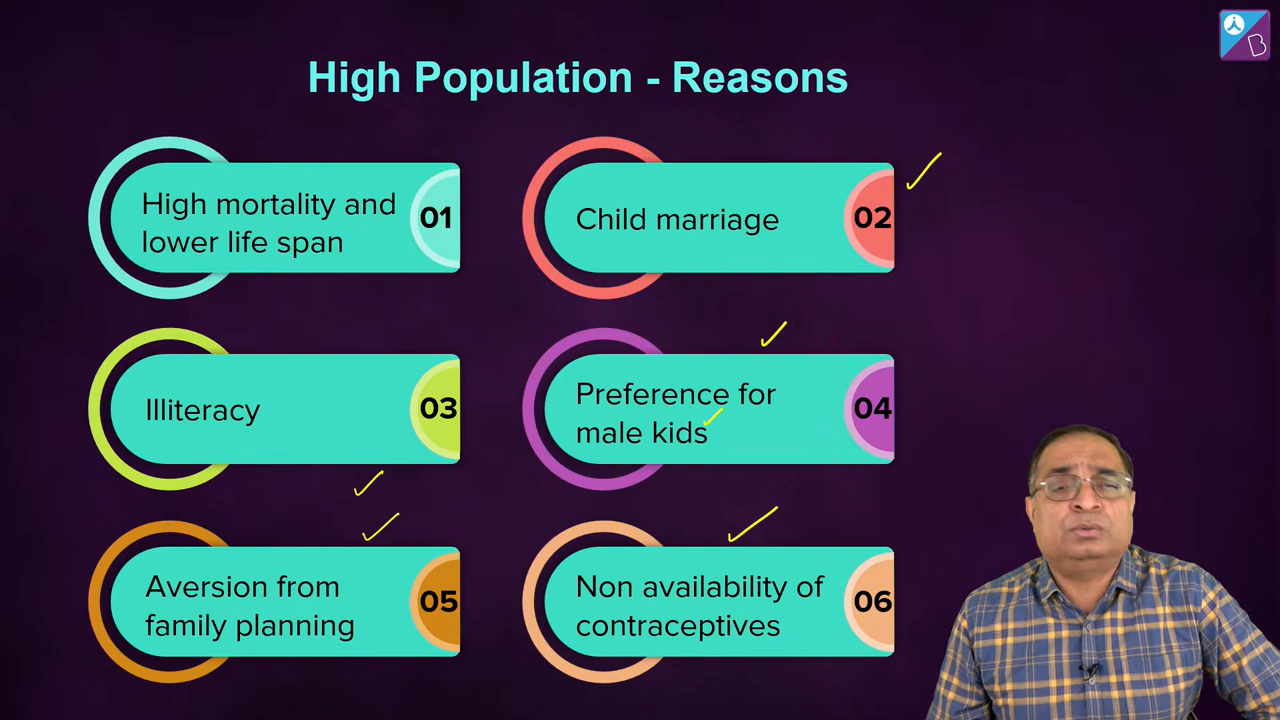 High Population - Reasons
High mortality and
lower life span
01
Child marriage
02
Illiteracy
03
Preference for
male kids
04
Aversion from
family planning
05
Non availability of
contraceptives
06
B